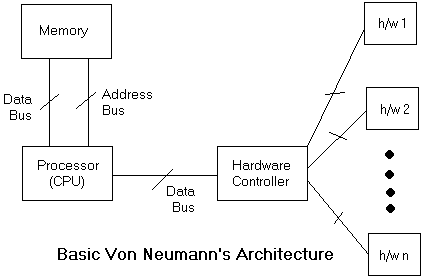 Memory
h/w 1
Data
Bus
Address
Bus
h/w 2
Processor
(CPU)
Hardware
Controller
Data
Bus
h/w n
Basic Von Neumann's Architecture